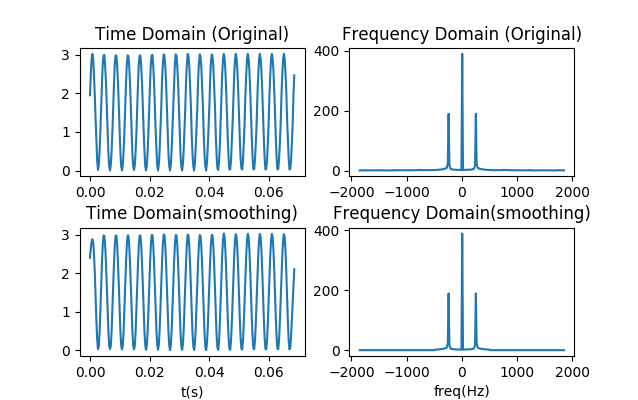 Time Domain (Original)
3
2
1
0
0.00 0.02 0.04 0.06
Frequency Domain (Original)
400
200
0
−2000 −1000 0 1000 2000
Time Domain(smoothing)
3
2
1
0
0.00 0.02 0.04 0.06
t(s)
Frequency Domain(smoothing)
400
200
0
−2000 −1000 0 1000 2000
freq(Hz)